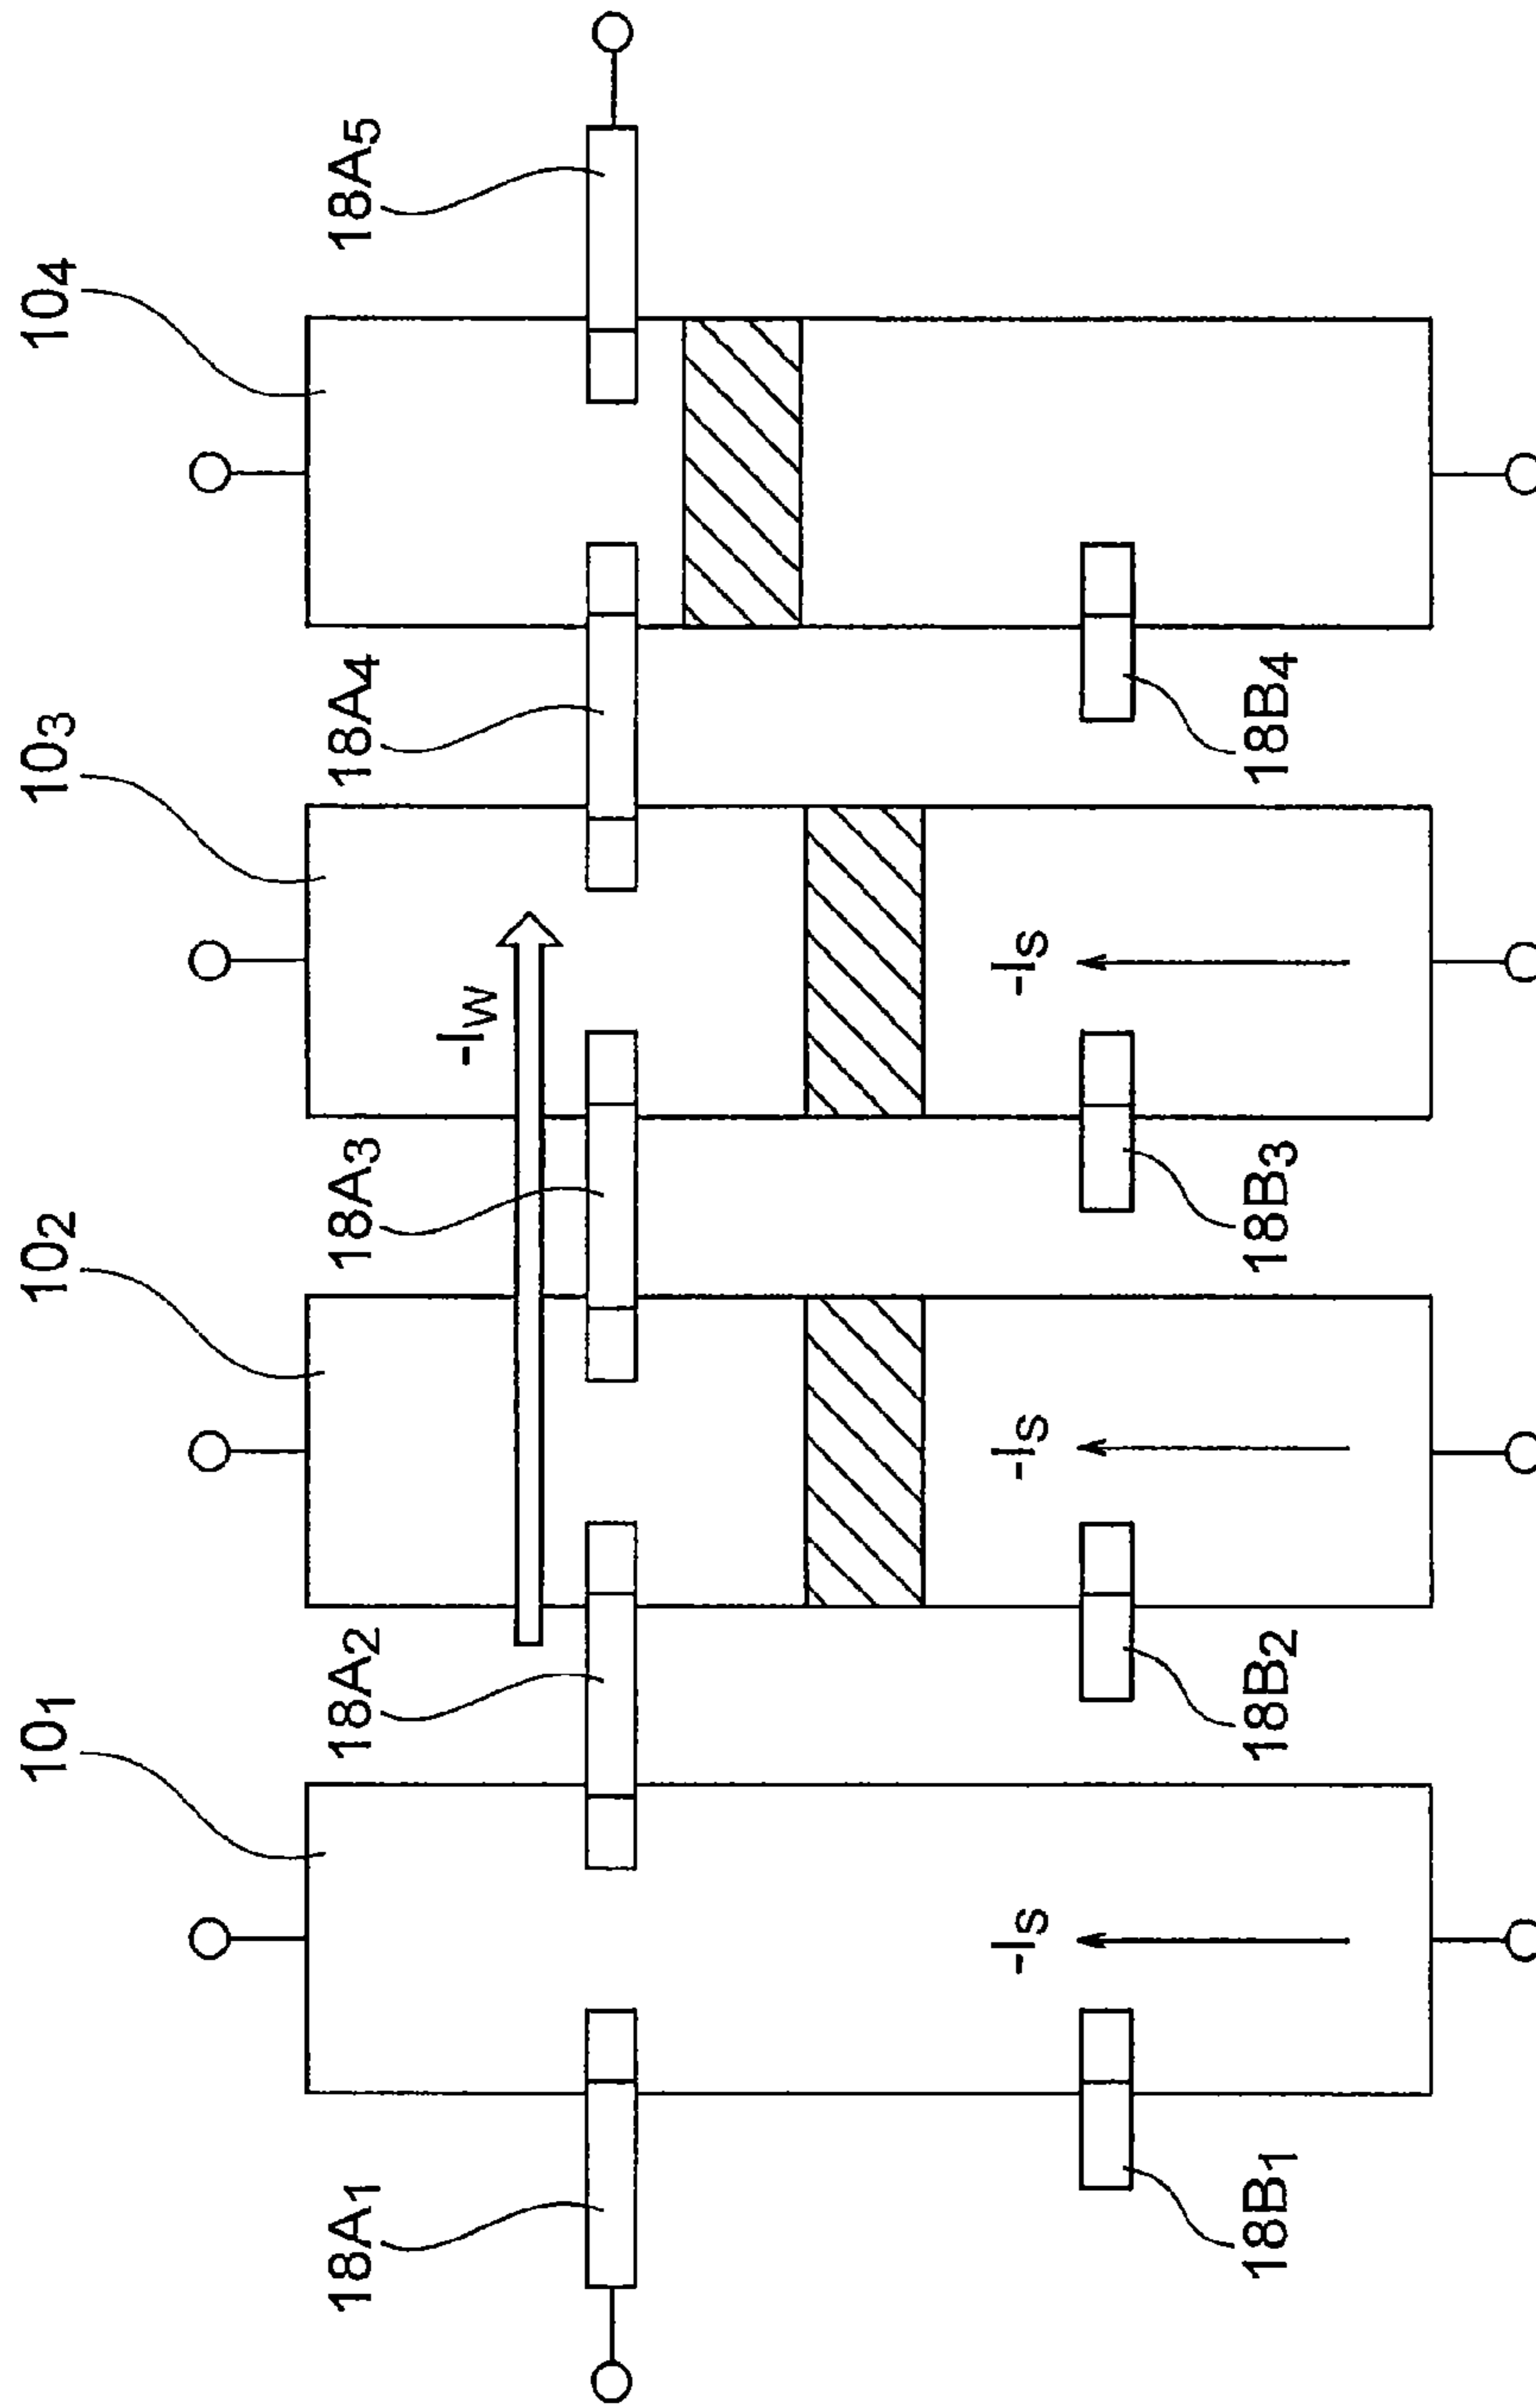 10₁ 10₂ 10₃ 10₄
18A₁ 18A₂ 18A₃ 18A₄ 18A₅
-IW
-IS -IS -IS
18B₁ 18B₂ 18B₃ 18B₄